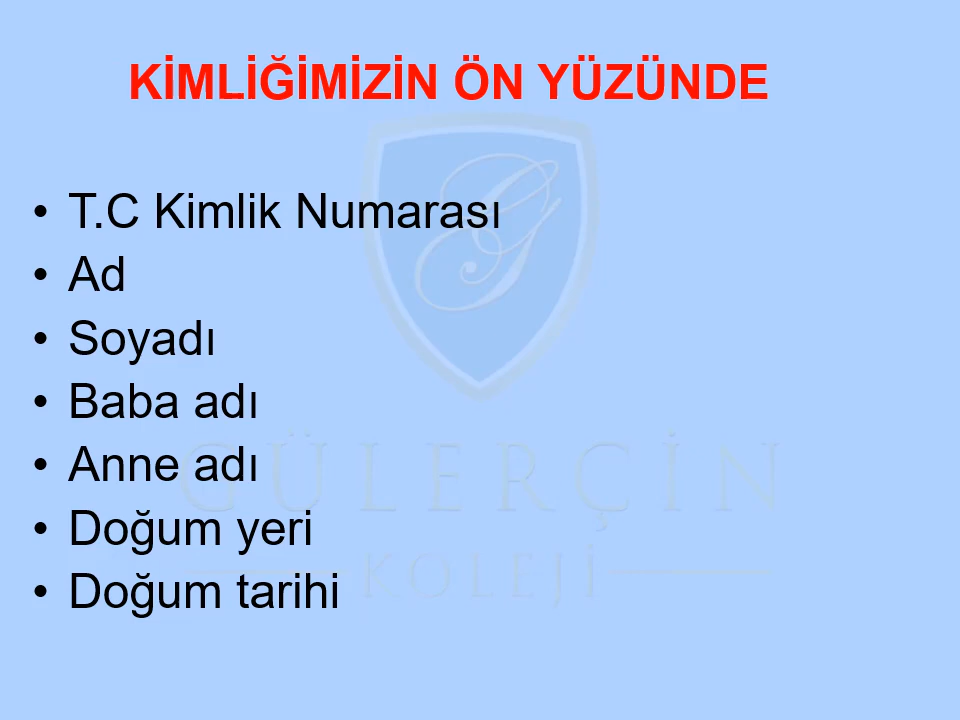 KİMLİĞİMİZİN ÖN YÜZÜNDE
• T.C Kimlik Numarası
• Ad
• Soyadı
• Baba adı
• Anne adı
• Doğum yeri
• Doğum tarihi
G
GÜLERÇİN
KOLEJİ